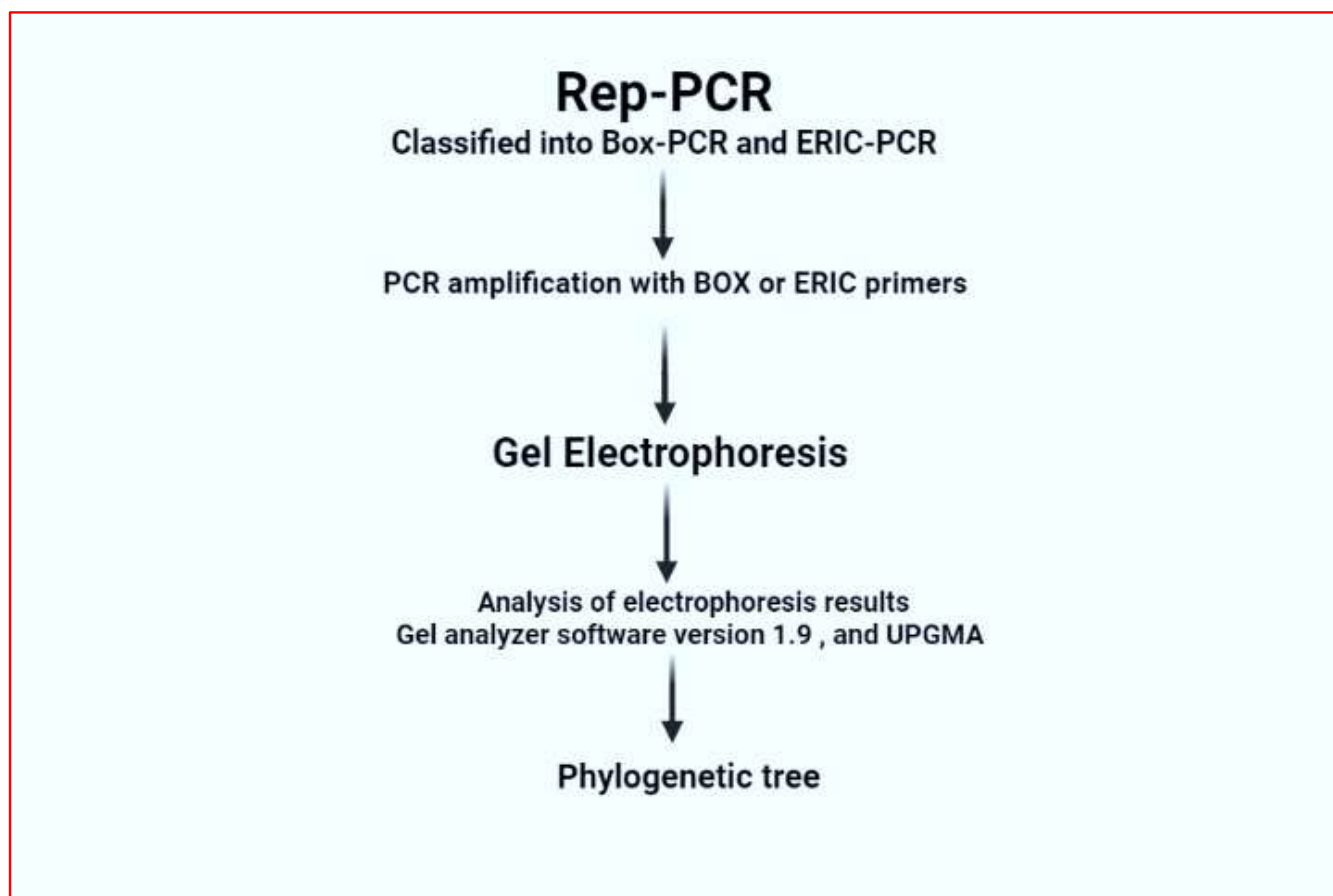 Rep-PCR
Classified into Box-PCR and ERIC-PCR
PCR amplification with BOX or ERIC primers
Gel Electrophoresis
Analysis of electrophoresis results
Gel analyzer software version 1.9 , and UPGMA
Phylogenetic tree